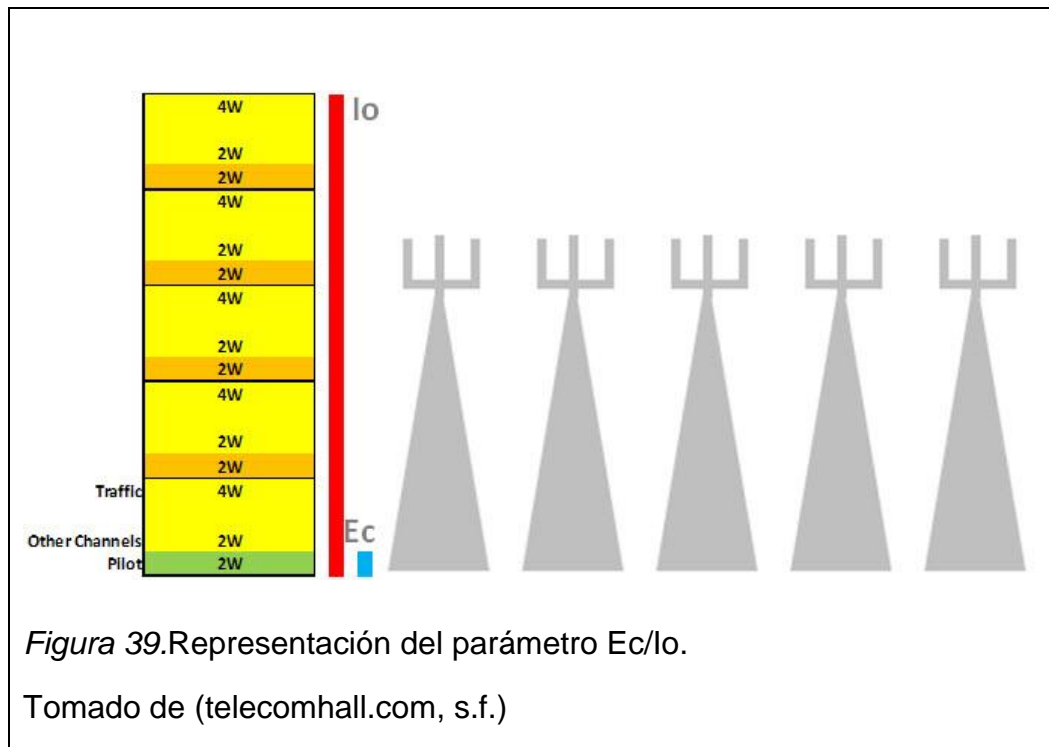 4W
Io
2W
2W
4W
2W
2W
4W
2W
2W
4W
2W
2W
Traffic 4W
Ec
Other Channels 2W
Pilot 2W
Figura 39.Representación del parámetro Ec/Io.
Tomado de (telecomhall.com, s.f.)